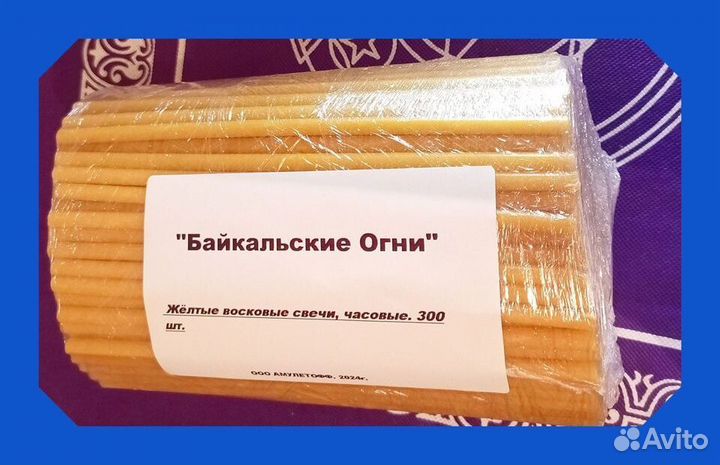 "Байкальские Огни"
Жёлтые восковые свечи, часовые. 300
шт.
ООО АМУЛЕТОФФ. 2024г.
Avito